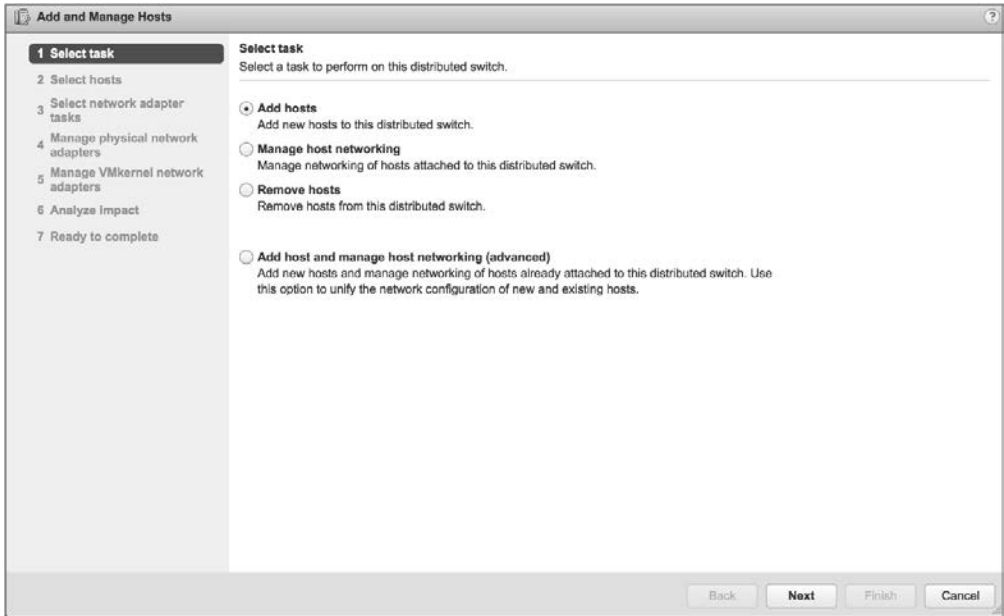 Add and Manage Hosts
?
1 Select task
2 Select hosts
3 Select network adapter
tasks
4 Manage physical network
adapters
5 Manage VMkernel network
adapters
6 Analyze impact
7 Ready to complete
Select task
Select a task to perform on this distributed switch.
Add hosts
Add new hosts to this distributed switch.
Manage host networking
Manage networking of hosts attached to this distributed switch.
Remove hosts
Remove hosts from this distributed switch.
Add host and manage host networking (advanced)
Add new hosts and manage networking of hosts already attached to this distributed switch. Use
this option to unify the network configuration of new and existing hosts.
Back Next Finish Cancel